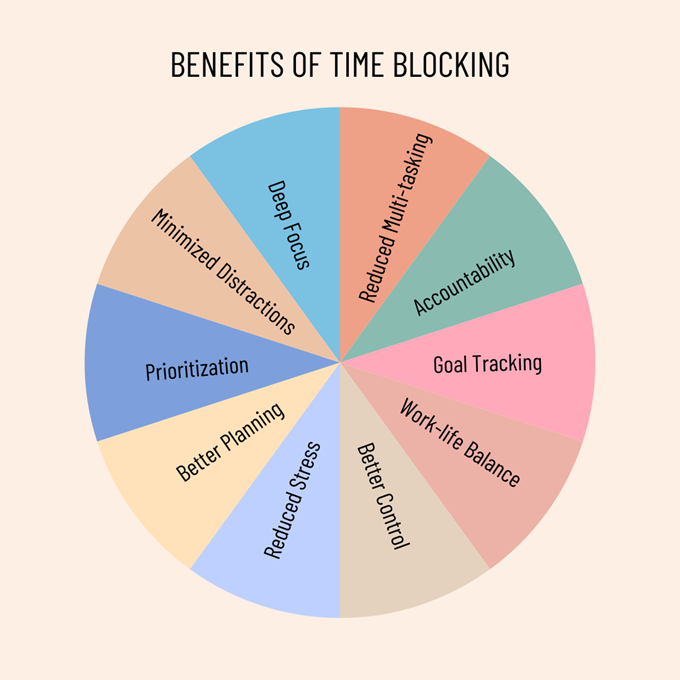 BENEFITS OF TIME BLOCKING
Reduced Multi-tasking
Accountability
Goal Tracking
Work-life Balance
Better Control
Reduced Stress
Better Planning
Prioritization
Minimized Distractions
Deep Focus